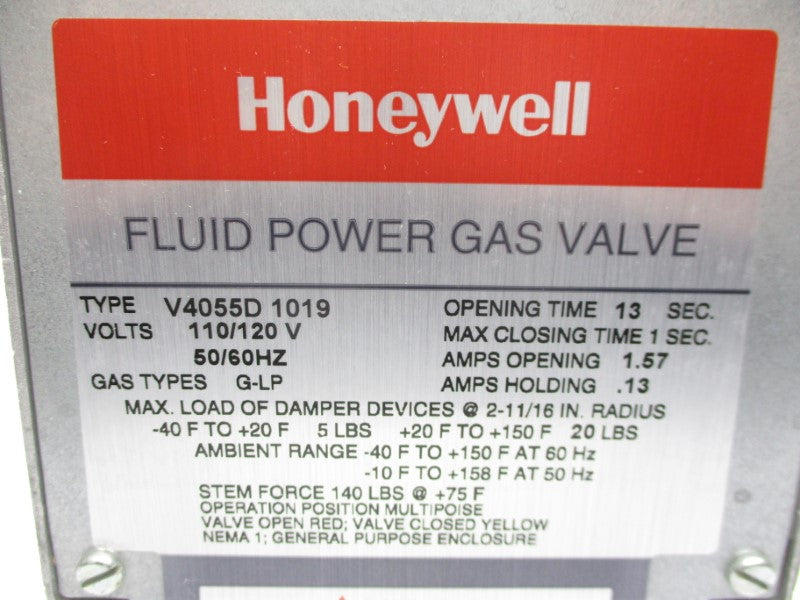 Honeywell
FLUID POWER GAS VALVE
TYPE V4055D 1019 OPENING TIME 13 SEC.
VOLTS 110/120 V MAX CLOSING TIME 1 SEC.
50/60HZ AMPS OPENING 1.57
GAS TYPES G-LP AMPS HOLDING .13
MAX. LOAD OF DAMPER DEVICES @ 2-11/16 IN. RADIUS
-40 F TO +20 F 5 LBS +20 F TO +150 F 20 LBS
AMBIENT RANGE -40 F TO +150 F AT 60 Hz
-10 F TO +158 F AT 50 Hz
STEM FORCE 140 LBS @ +75 F
OPERATION POSITION MULTIPOISE
VALVE OPEN RED; VALVE CLOSED YELLOW
NEMA 1; GENERAL PURPOSE ENCLOSURE